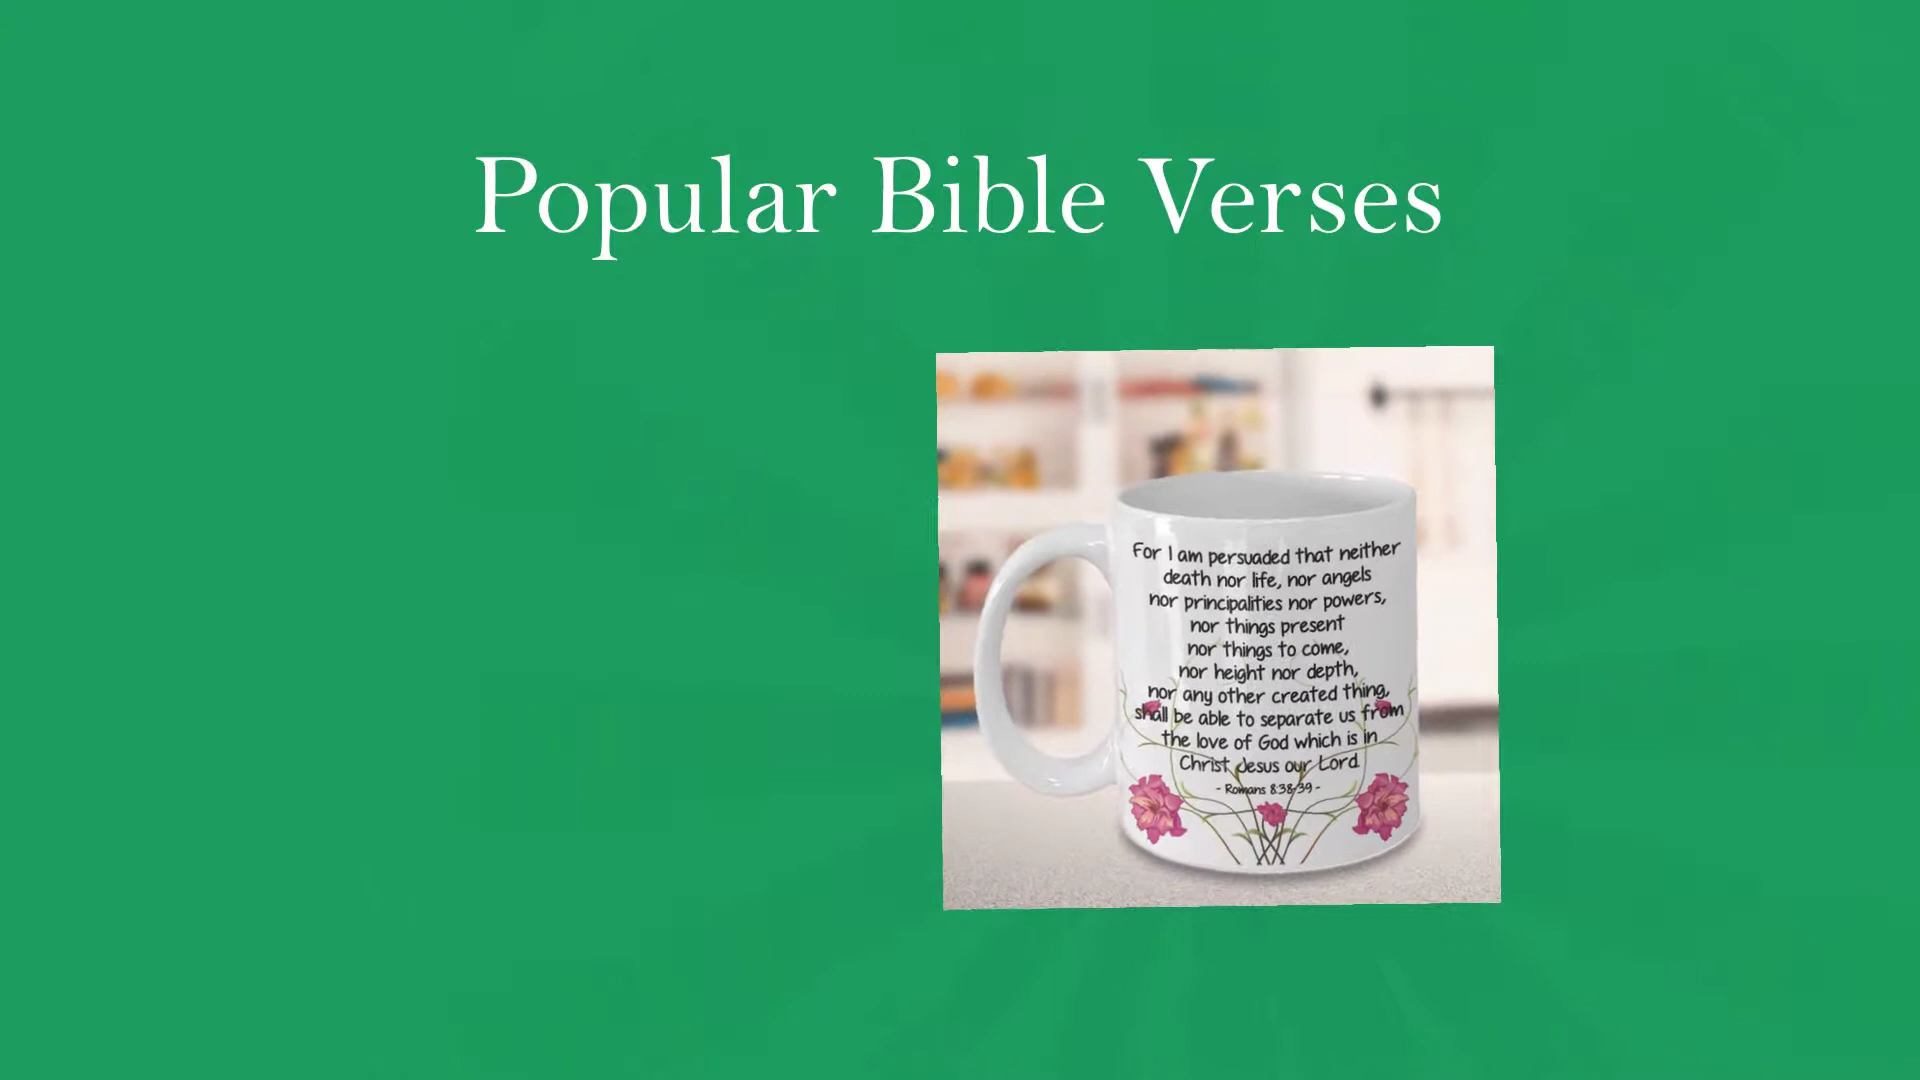 Popular Bible Verses
For I am persuaded that neither
death nor life, nor angels
nor principalities nor powers,
nor things present
nor things to come,
nor height nor depth,
nor any other created thing,
shall be able to separate us from
the love of God which is in
Christ Jesus our Lord.
- Romans 8:38-39 -